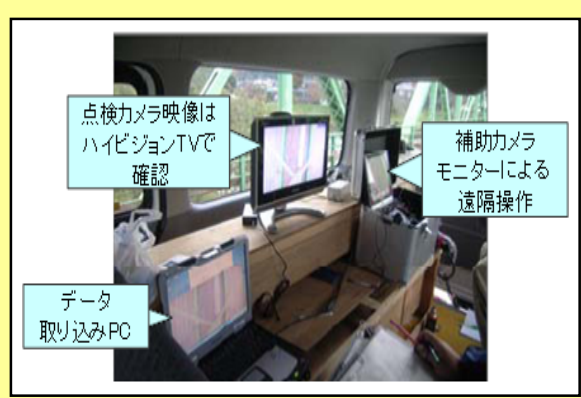 点検カメラ映像は
ハイビジョンTVで
確認
補助カメラ
モニターによる
遠隔操作
データ
取り込みPC